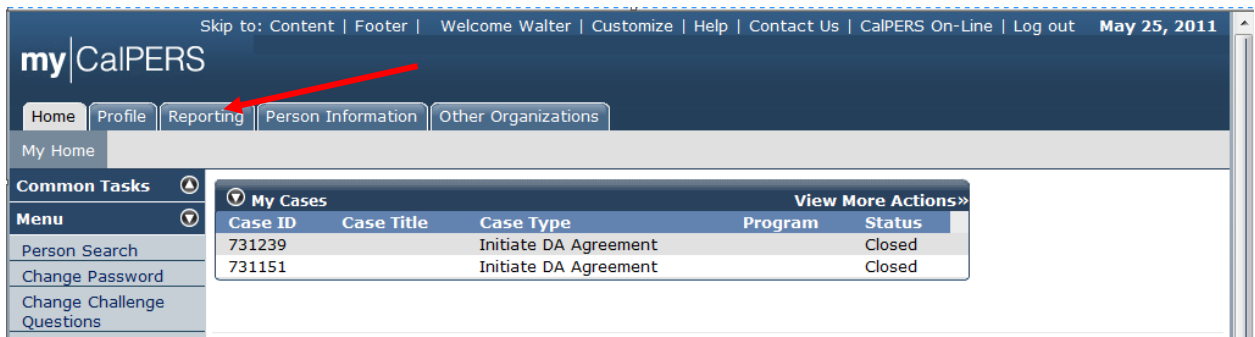 Skip to: Content | Footer | Welcome Walter | Customize | Help | Contact Us | CalPERS On-Line | Log out May 25, 2011
my|CalPERS
Home Profile Reporting Person Information Other Organizations
My Home
Common Tasks
Menu
Person Search
Change Password
Change Challenge
Questions
My Cases View More Actions»
Case ID Case Title Case Type Program Status
731239 Initiate DA Agreement Closed
731151 Initiate DA Agreement Closed